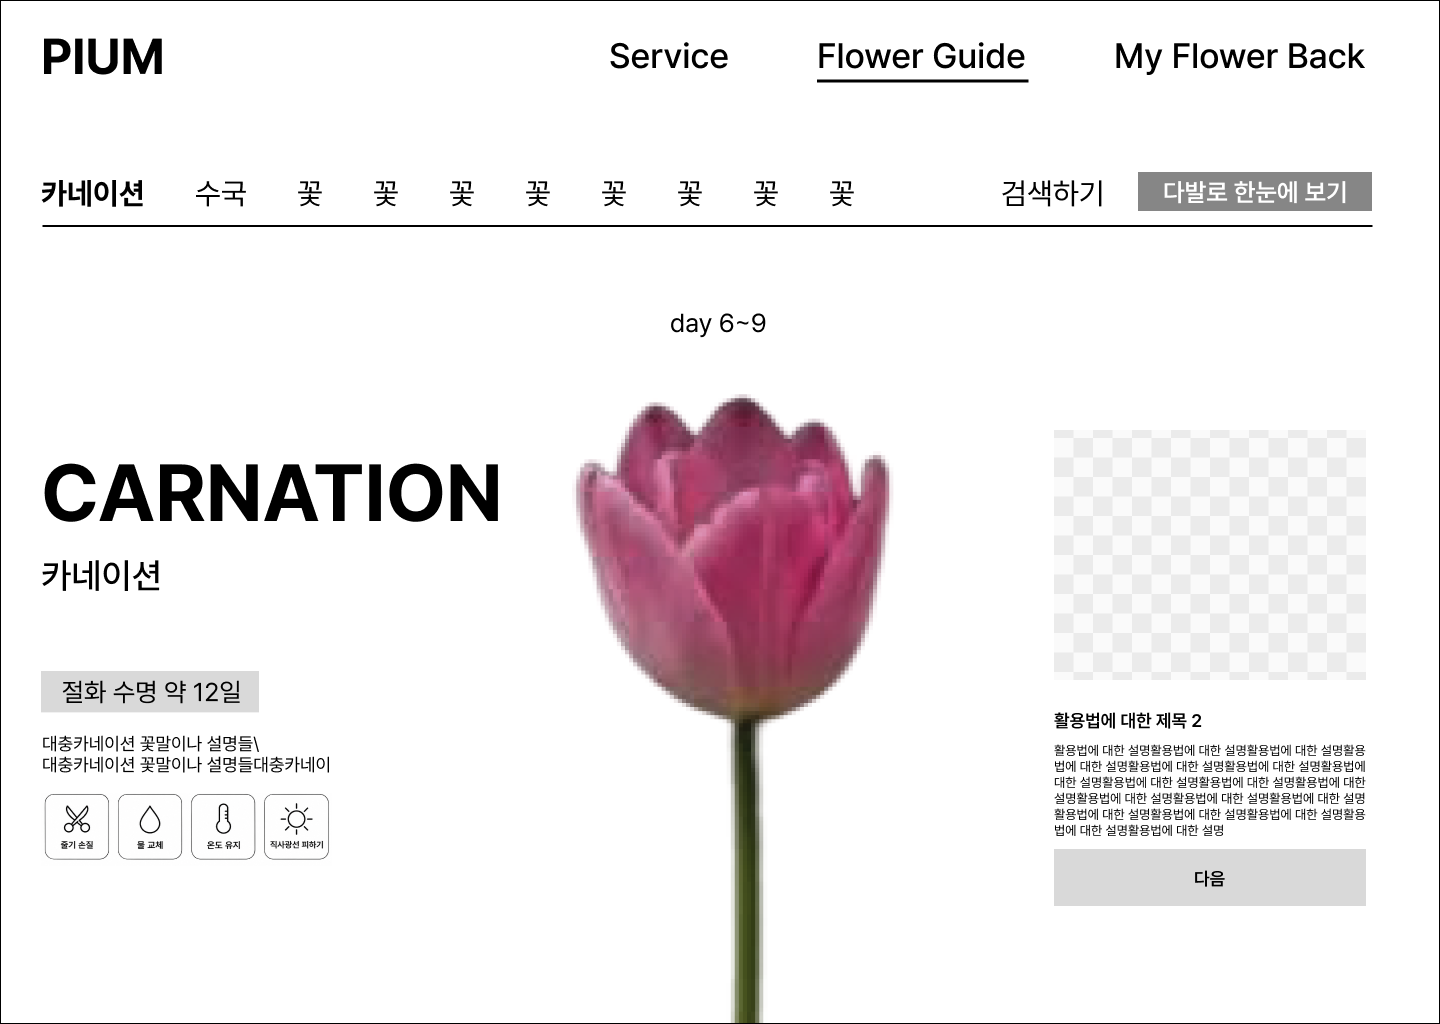 PIUM
Service
Flower Guide
My Flower Back
카네이션
수국
꽃
꽃
꽃
꽃
꽃
꽃
꽃
꽃
검색하기
다발로 한눈에 보기
day 6~9
CARNATION
카네이션
절화 수명 약 12일
대충카네이션 꽃말이나 설명들\
대충카네이션 꽃말이나 설명들대충카네이
줄기 손질
물 교체
온도 유지
직사광선 피하기
활용법에 대한 제목 2
활용법에 대한 설명활용법에 대한 설명활용법에 대한 설명활용
법에 대한 설명활용법에 대한 설명활용법에 대한 설명활용법에
대한 설명활용법에 대한 설명활용법에 대한 설명활용법에 대한
설명활용법에 대한 설명활용법에 대한 설명활용법에 대한 설명
활용법에 대한 설명활용법에 대한 설명활용법에 대한 설명활용
법에 대한 설명활용법에 대한 설명
다음